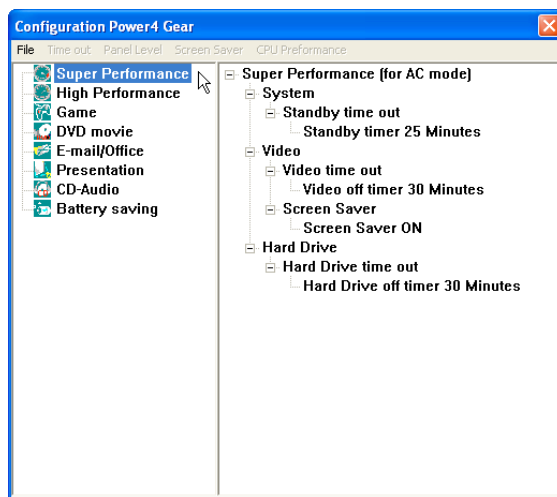 Configuration Power4 Gear
File Time out Panel Level Screen Saver CPU Preformance
Super Performance
High Performance
Game
DVD movie
E-mail/Office
Presentation
CD-Audio
Battery saving
Super Performance (for AC mode)
System
Standby time out
Standby timer 25 Minutes
Video
Video time out
Video off timer 30 Minutes
Screen Saver
Screen Saver ON
Hard Drive
Hard Drive time out
Hard Drive off timer 30 Minutes